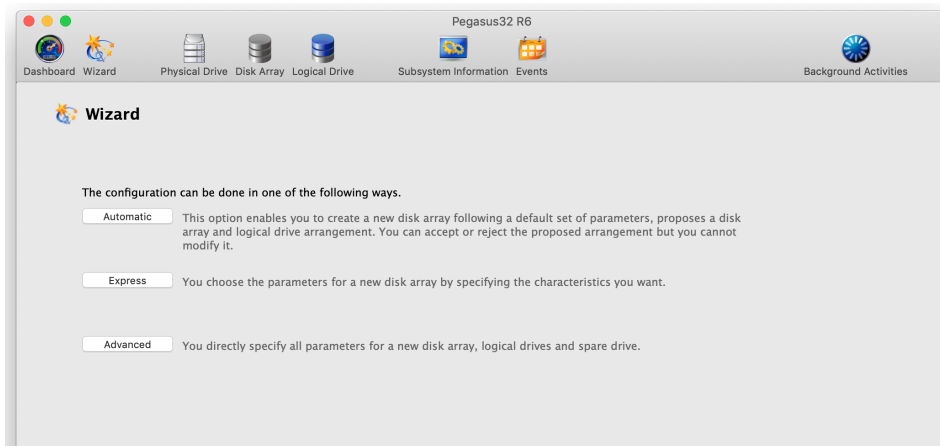 Pegasus32 R6
Dashboard Wizard Physical Drive Disk Array Logical Drive Subsystem Information Events Background Activities
Wizard
The configuration can be done in one of the following ways.
Automatic This option enables you to create a new disk array following a default set of parameters, proposes a disk
array and logical drive arrangement. You can accept or reject the proposed arrangement but you cannot
modify it.
Express You choose the parameters for a new disk array by specifying the characteristics you want.
Advanced You directly specify all parameters for a new disk array, logical drives and spare drive.